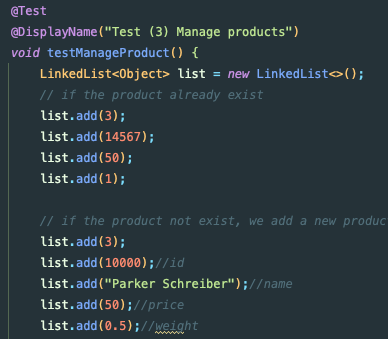 @Test
@DisplayName("Test (3) Manage products")
void testManageProduct() {
LinkedList<Object> list = new LinkedList<>();
// if the product already exist
list.add(3);
list.add(14567);
list.add(50);
list.add(1);
// if the product not exist, we add a new produc
list.add(3);
list.add(10000);//id
list.add("Parker Schreiber");//name
list.add(50);//price
list.add(0.5);//weight